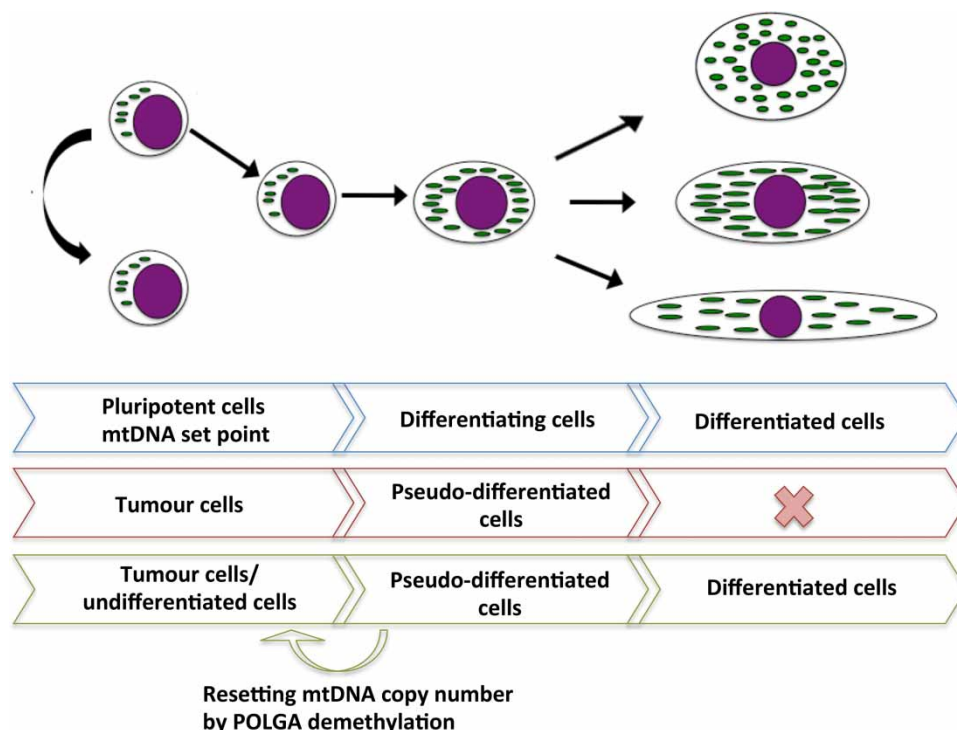 Pluripotent cells
mtDNA set point
Differentiating cells
Differentiated cells
Tumour cells
Pseudo-differentiated
cells
Tumour cells/
undifferentiated cells
Pseudo-differentiated
cells
Differentiated cells
Resetting mtDNA copy number
by POLGA demethylation